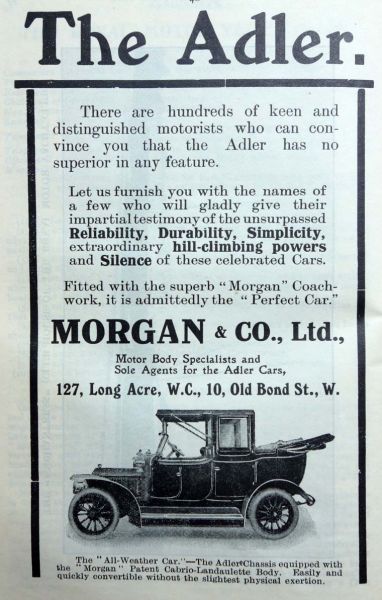 The Adler.
There are hundreds of keen and
distinguished motorists who can con-
vince you that the Adler has no
superior in any feature.
Let us furnish you with the names of
a few who will gladly give their
impartial testimony of the unsurpassed
Reliability, Durability, Simplicity,
extraordinary hill-climbing powers
and Silence of these celebrated Cars.
Fitted with the superb "Morgan" Coach-
work, it is admittedly the "Perfect Car."
MORGAN & CO., Ltd.,
Motor Body Specialists and
Sole Agents for the Adler Cars,
127, Long Acre, W.C., 10, Old Bond St., W.
The "All-Weather Car."—The Adler Chassis equipped with
the "Morgan" Patent Cabrio-Landaulette Body. Easily and
quickly convertible without the slightest physical exertion.